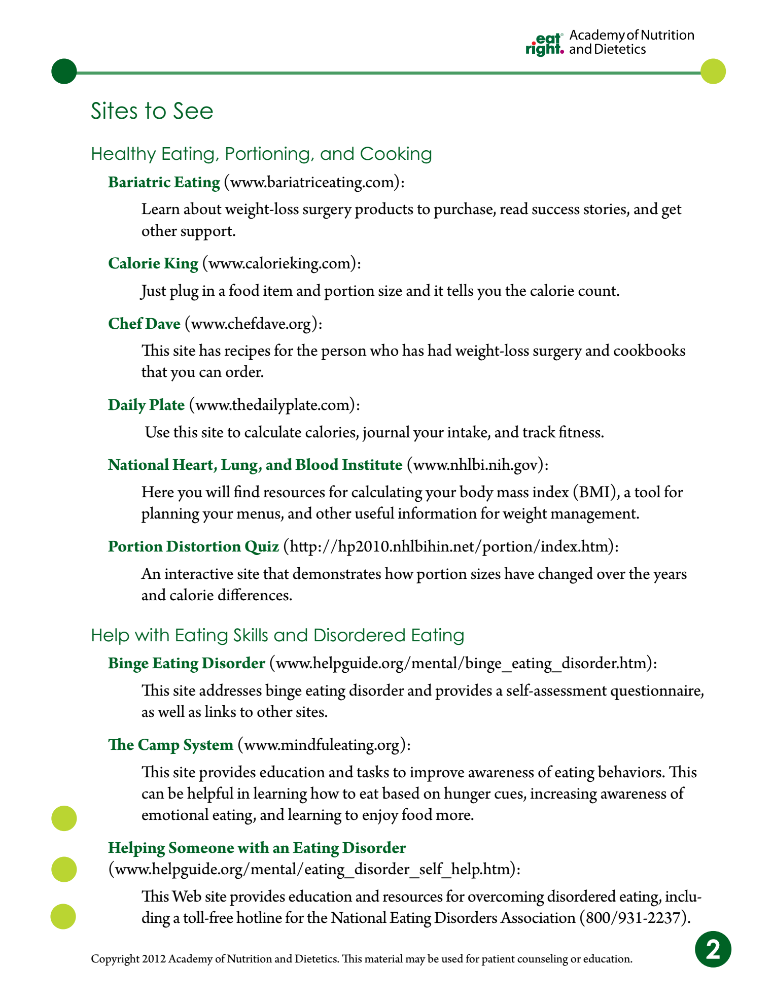 eat right.® Academy of Nutrition
and Dietetics
Sites to See
Healthy Eating, Portioning, and Cooking
Bariatric Eating (www.bariatriceating.com):
Learn about weight-loss surgery products to purchase, read success stories, and get
other support.
Calorie King (www.calorieking.com):
Just plug in a food item and portion size and it tells you the calorie count.
Chef Dave (www.chefdave.org):
This site has recipes for the person who has had weight-loss surgery and cookbooks
that you can order.
Daily Plate (www.thedailyplate.com):
Use this site to calculate calories, journal your intake, and track fitness.
National Heart, Lung, and Blood Institute (www.nhlbi.nih.gov):
Here you will find resources for calculating your body mass index (BMI), a tool for
planning your menus, and other useful information for weight management.
Portion Distortion Quiz (http://hp2010.nhlbihin.net/portion/index.htm):
An interactive site that demonstrates how portion sizes have changed over the years
and calorie differences.
Help with Eating Skills and Disordered Eating
Binge Eating Disorder (www.helpguide.org/mental/binge_eating_disorder.htm):
This site addresses binge eating disorder and provides a self-assessment questionnaire,
as well as links to other sites.
The Camp System (www.mindfuleating.org):
This site provides education and tasks to improve awareness of eating behaviors. This
can be helpful in learning how to eat based on hunger cues, increasing awareness of
emotional eating, and learning to enjoy food more.
Helping Someone with an Eating Disorder
(www.helpguide.org/mental/eating_disorder_self_help.htm):
This Web site provides education and resources for overcoming disordered eating, inclu-
ding a toll-free hotline for the National Eating Disorders Association (800/931-2237).
Copyright 2012 Academy of Nutrition and Dietetics. This material may be used for patient counseling or education.
2